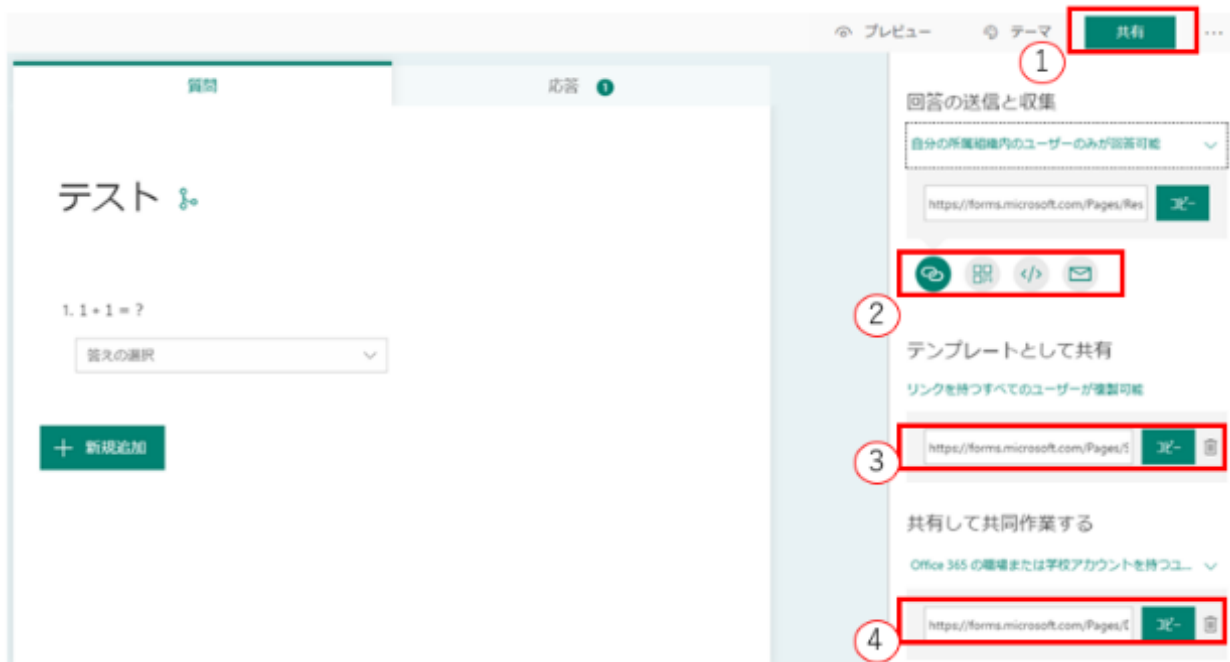 プレビュー テーマ 共有 ...
①
質問 応答 1
回答の送信と収集
自分の所属組織内のユーザーのみが回答可能
テスト
https://forms.microsoft.com/Pages/Res コピー
</>
②
1. 1 + 1 = ?
答えの選択
テンプレートとして共有
リンクを持つすべてのユーザーが複製可能
+ 新規追加
https://forms.microsoft.com/Pages/S コピー
③
共有して共同作業する
Office 365 の職場または学校アカウントを持つユ...
https://forms.microsoft.com/Pages/D コピー
④